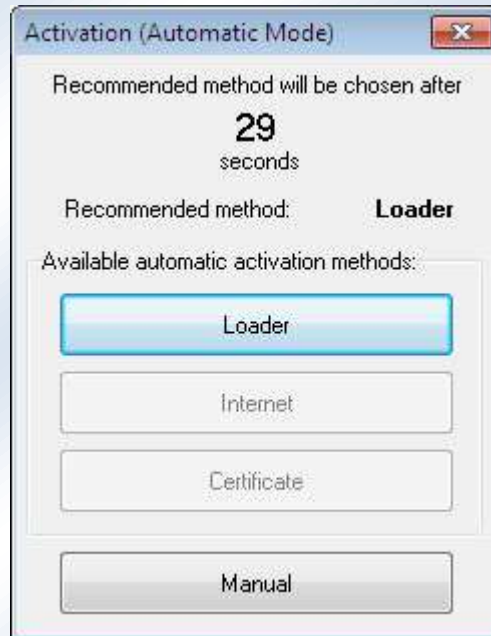 Activation (Automatic Mode)
Recommended method will be chosen after
29
seconds
Recommended method: Loader
Available automatic activation methods:
Loader
Internet
Certificate
Manual